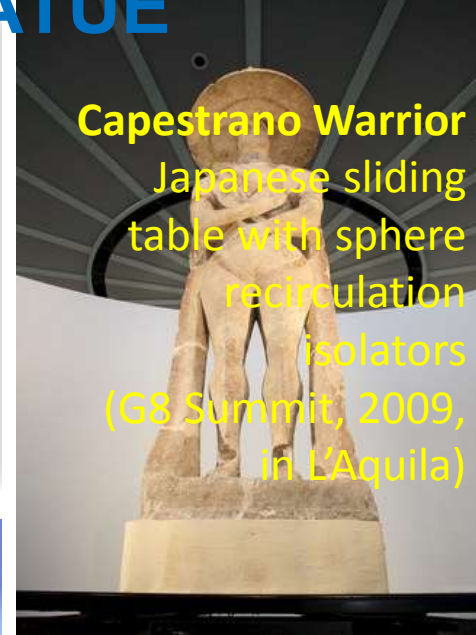 ATUE
Capestrano Warrior
Japanese sliding
table with sphere
recirculation
isolators
(G8 Summit, 2009,
in L'Aquila)